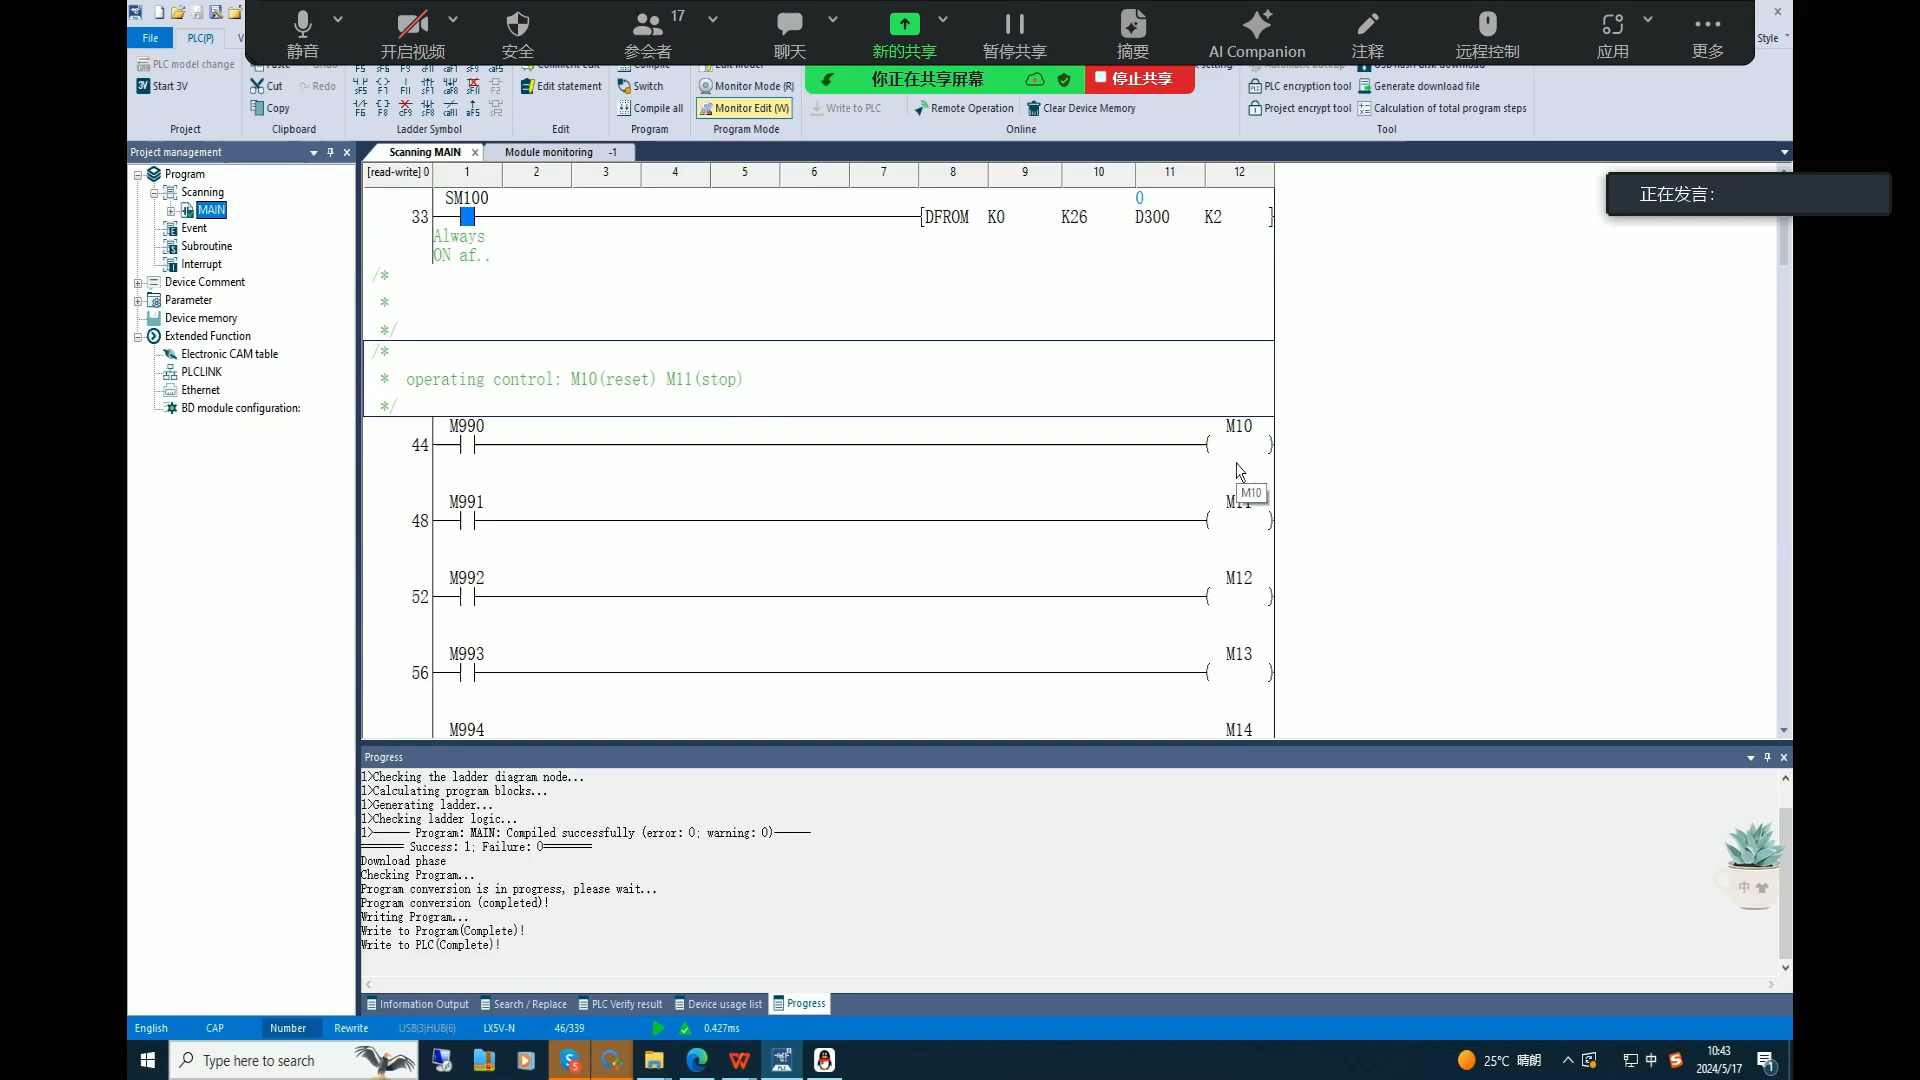 静音
开启视频
安全
参会者
17
聊天
新的共享
暂停共享
摘要
AI Companion
注释
远程控制
应用
更多
你正在共享屏幕
停止共享
正在发言:
File
PLC(P)
Style
PLC model change
Start 3V
Cut
Redo
Copy
Edit statement
Switch
Compile all
Monitor Mode (R)
Monitor Edit (W)
Write to PLC
Remote Operation
Clear Device Memory
PLC encryption tool
Generate download file
Project encrypt tool
Calculation of total program steps
Project
Clipboard
Ladder Symbol
Edit
Program
Program Mode
Online
Tool
Project management
Program
Scanning
MAIN
Event
Subroutine
Interrupt
Device Comment
Parameter
Device memory
Extended Function
Electronic CAM table
PLCLINK
Ethernet
BD module configuration:
Scanning MAIN
Module monitoring -1
[read-write] 0 1 2 3 4 5 6 7 8 9 10 11 12
SM100
0
33 [DFROM K0 K26 D300 K2 ]
Always
ON af..
/*
*
*/
/*
* operating control: M10(reset) M11(stop)
*/
M990 M10
44
M10
M991
48
M992 M12
52
M993 M13
56
M994 M14
Progress
1>Checking the ladder diagram node...
1>Calculating program blocks...
1>Generating ladder...
1>Checking ladder logic...
1>—— Program: MAIN: Compiled successfully (error: 0; warning: 0)——
====== Success: 1; Failure: 0======
Download phase
Checking Program...
Program conversion is in progress, please wait...
Program conversion (completed)!
Writing Program...
Write to Program(Complete)!
Write to PLC(Complete)!
Information Output
Search / Replace
PLC Verify result
Device usage list
Progress
中
English
CAP
Number
Rewrite
USB(3)HUB(6)
LX5V-N
46/339
0.427ms
Type here to search
25°C 晴朗
中
10:43
2024/5/17
1